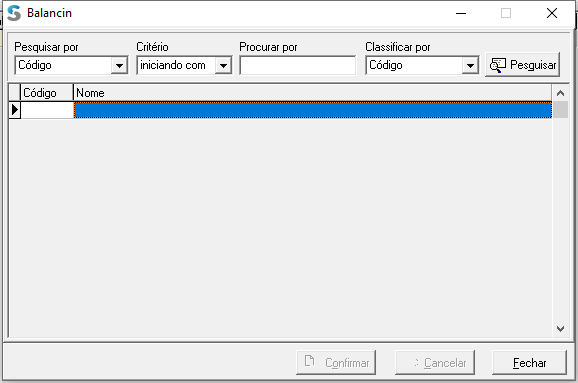 Balancin
Pesquisar por Critério Procurar por Classificar por
Código iniciando com Código Pesquisar
Código Nome
Confirmar Cancelar Fechar